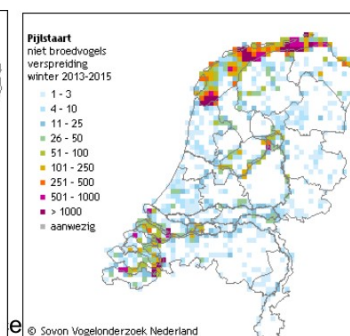 Pijlstaart
niet broedvogels
verspreiding
winter 2013-2015
1 - 3
4 - 10
11 - 25
26 - 50
51 - 100
101 - 250
251 - 500
501 - 1000
> 1000
aanwezig
e
© Sovon Vogelonderzoek Nederland